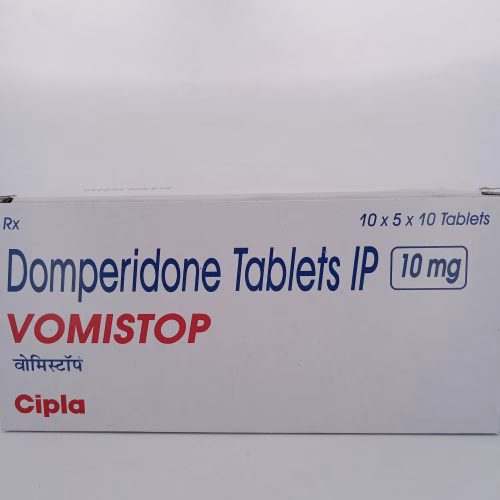 Rx
10 x 5 x 10 Tablets
Domperidone Tablets IP 10 mg
VOMISTOP
वोमिस्टॉप
Cipla